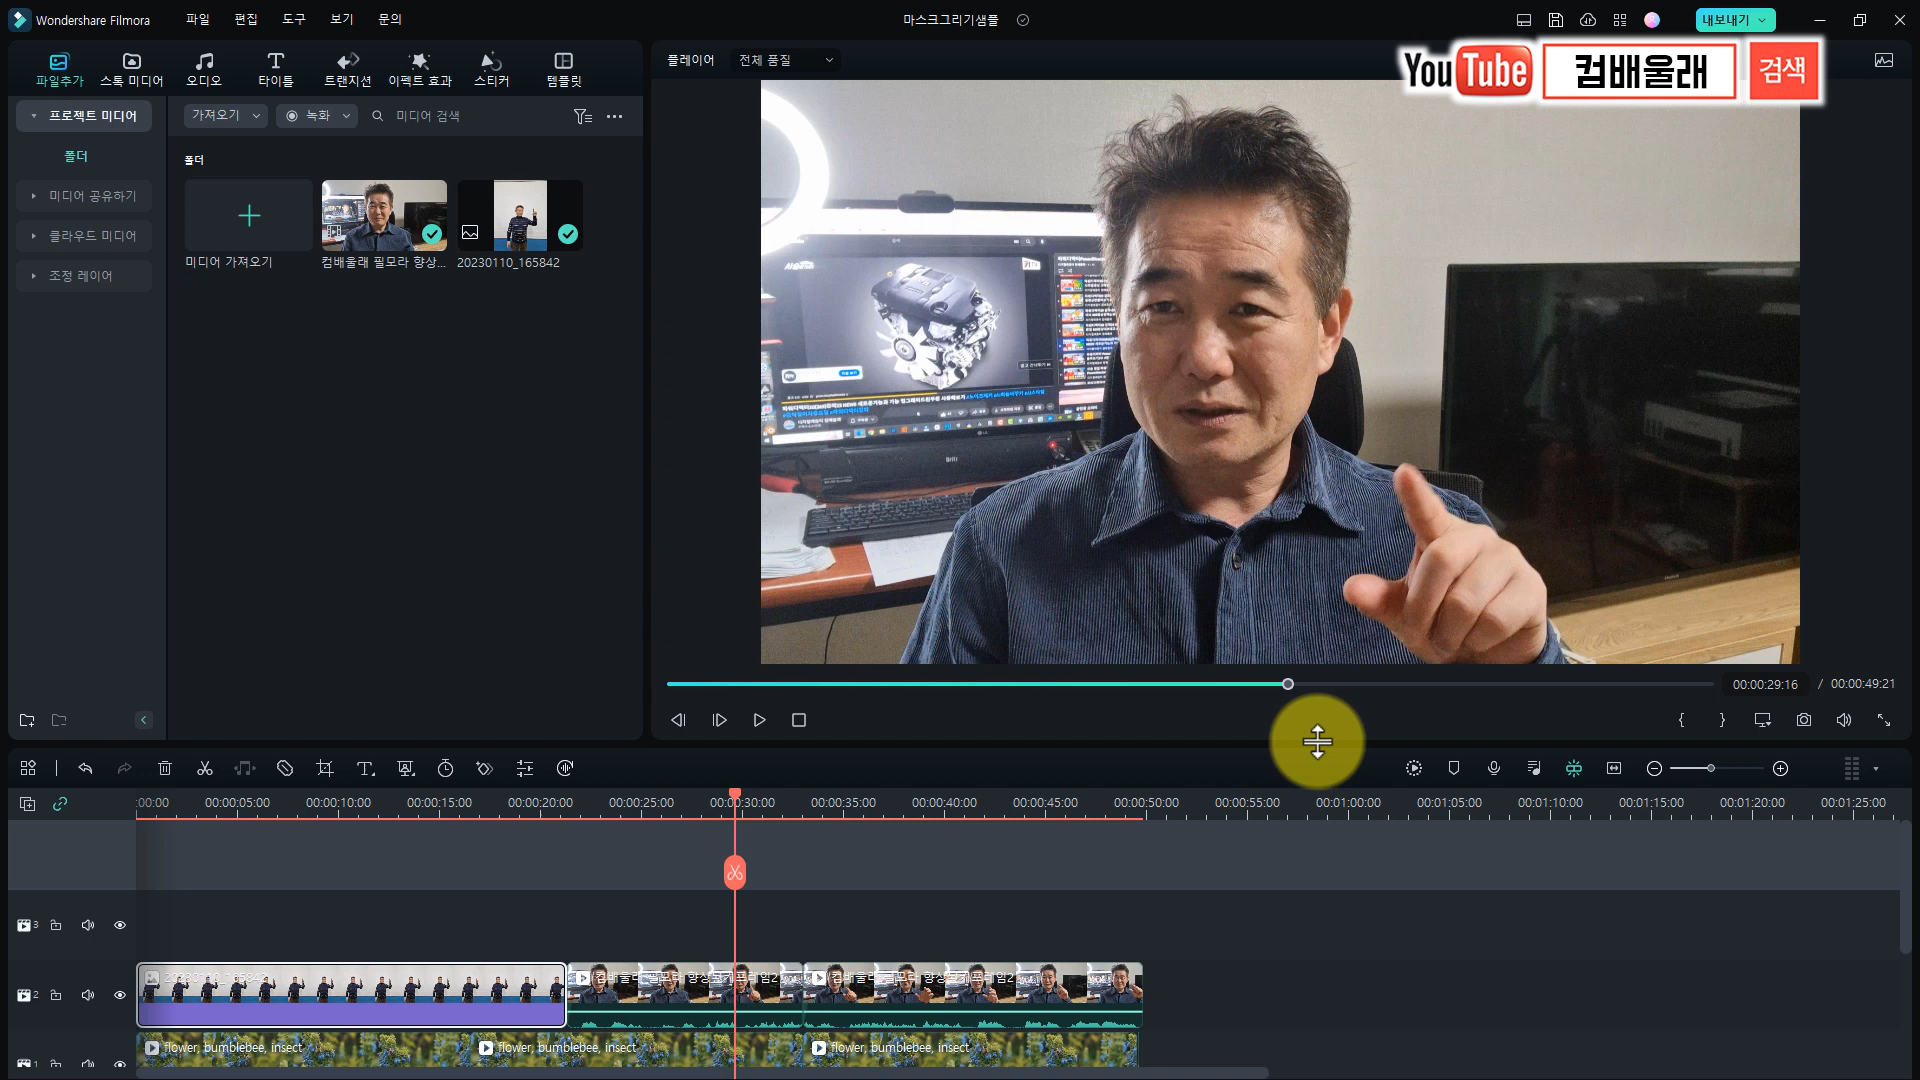 Wondershare Filmora
파일
편집
도구
보기
문의
마스크그리기샘플
내보내기
파일추가
스톡 미디어
오디오
타이틀
트랜지션
이펙트 효과
스티커
템플릿
플레이어
전체 품질
YouTube
컴배울래
검색
프로젝트 미디어
폴더
미디어 공유하기
클라우드 미디어
조정 레이어
가져오기
녹화
미디어 검색
폴더
미디어 가져오기
컴배울래 필모라 향상...
20230110_165842
00:00:29:16 / 00:00:49:21
:00:00
00:00:05:00
00:00:10:00
00:00:15:00
00:00:20:00
00:00:25:00
00:00:30:00
00:00:35:00
00:00:40:00
00:00:45:00
00:00:50:00
00:00:55:00
00:01:00:00
00:01:05:00
00:01:10:00
00:01:15:00
00:01:20:00
00:01:25:00
3
2
20230110_165842
1
flower, bumblebee, insect
flower, bumblebee, insect
flower, bumblebee, insect